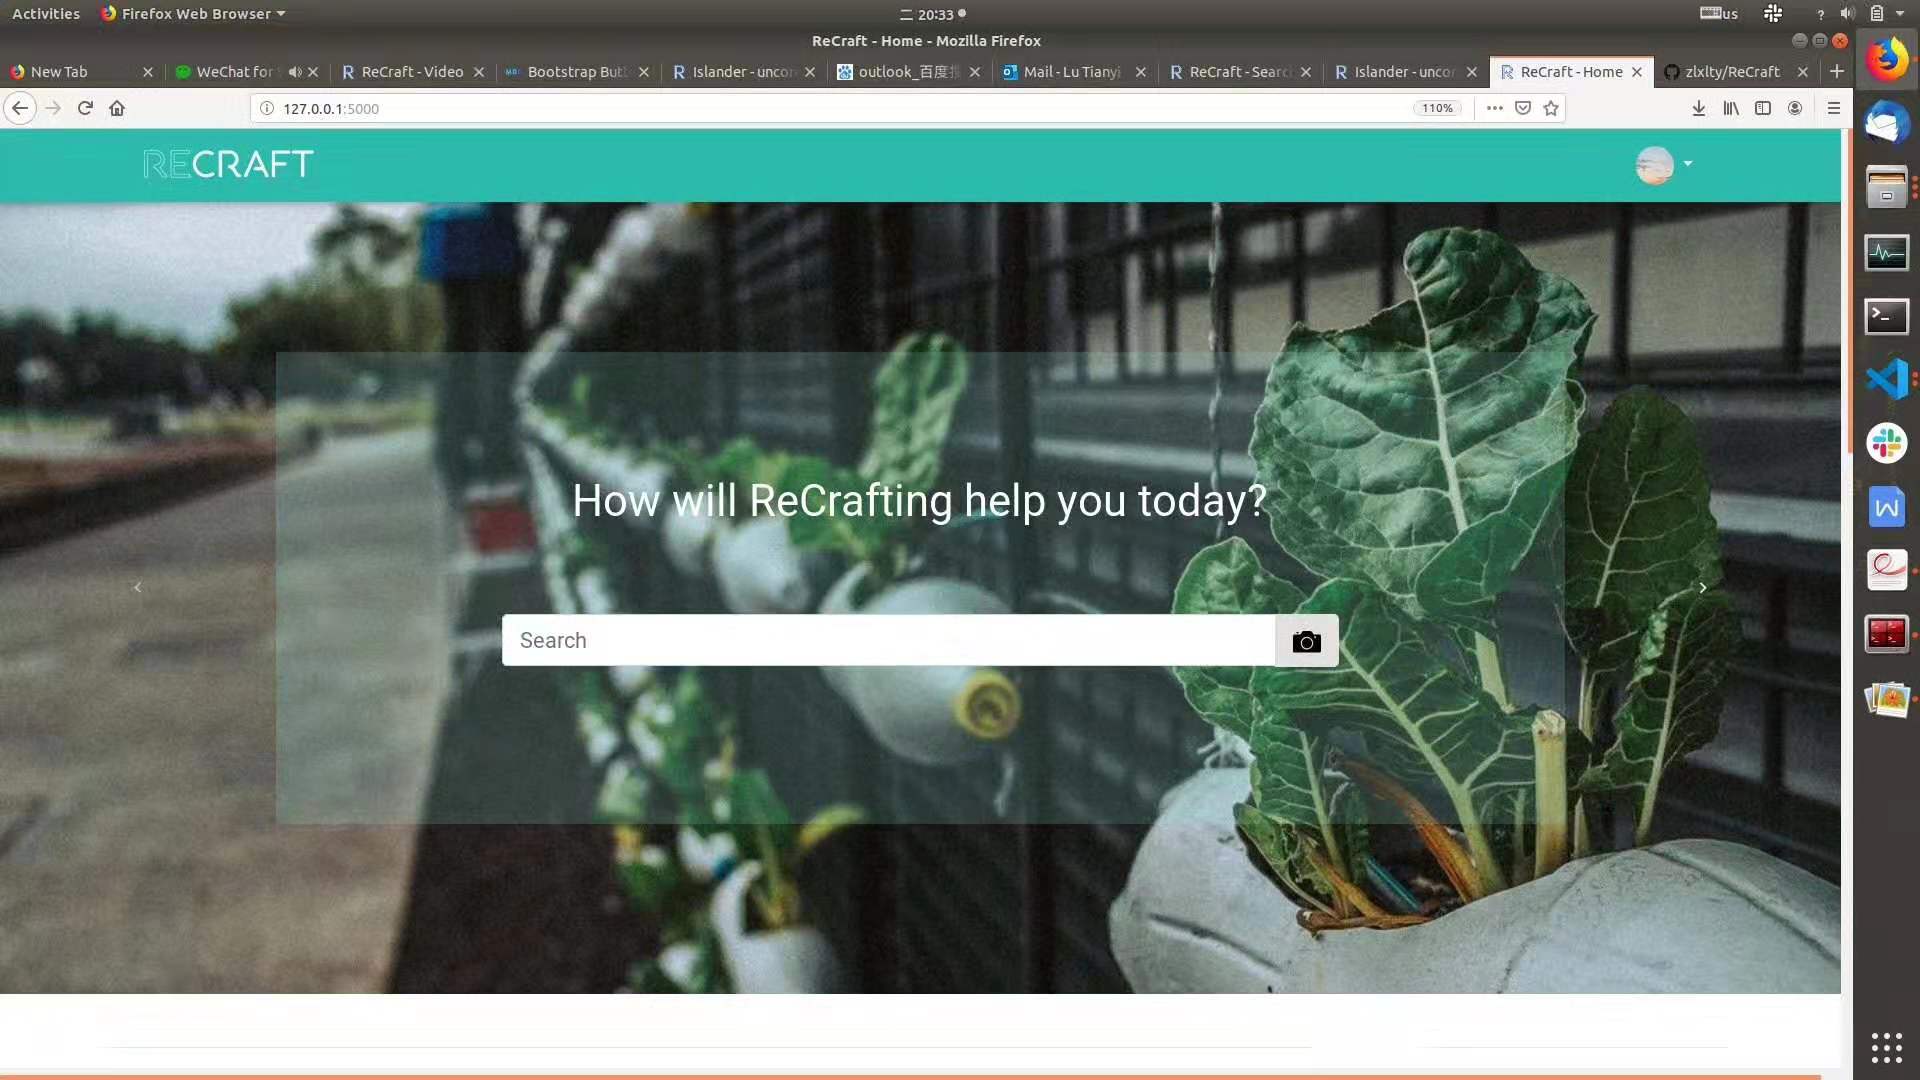 Activities
Firefox Web Browser
二 20:33
us
?
ReCraft - Home - Mozilla Firefox
New Tab
WeChat for
ReCraft - Video
Bootstrap But
Islander - uncor
outlook_百度
Mail - Lu Tianyi
ReCraft - Searc
Islander - uncor
ReCraft - Home
zlxlty/ReCraft
127.0.0.1:5000
110%
RECRAFT
How will ReCrafting help you today?
Search